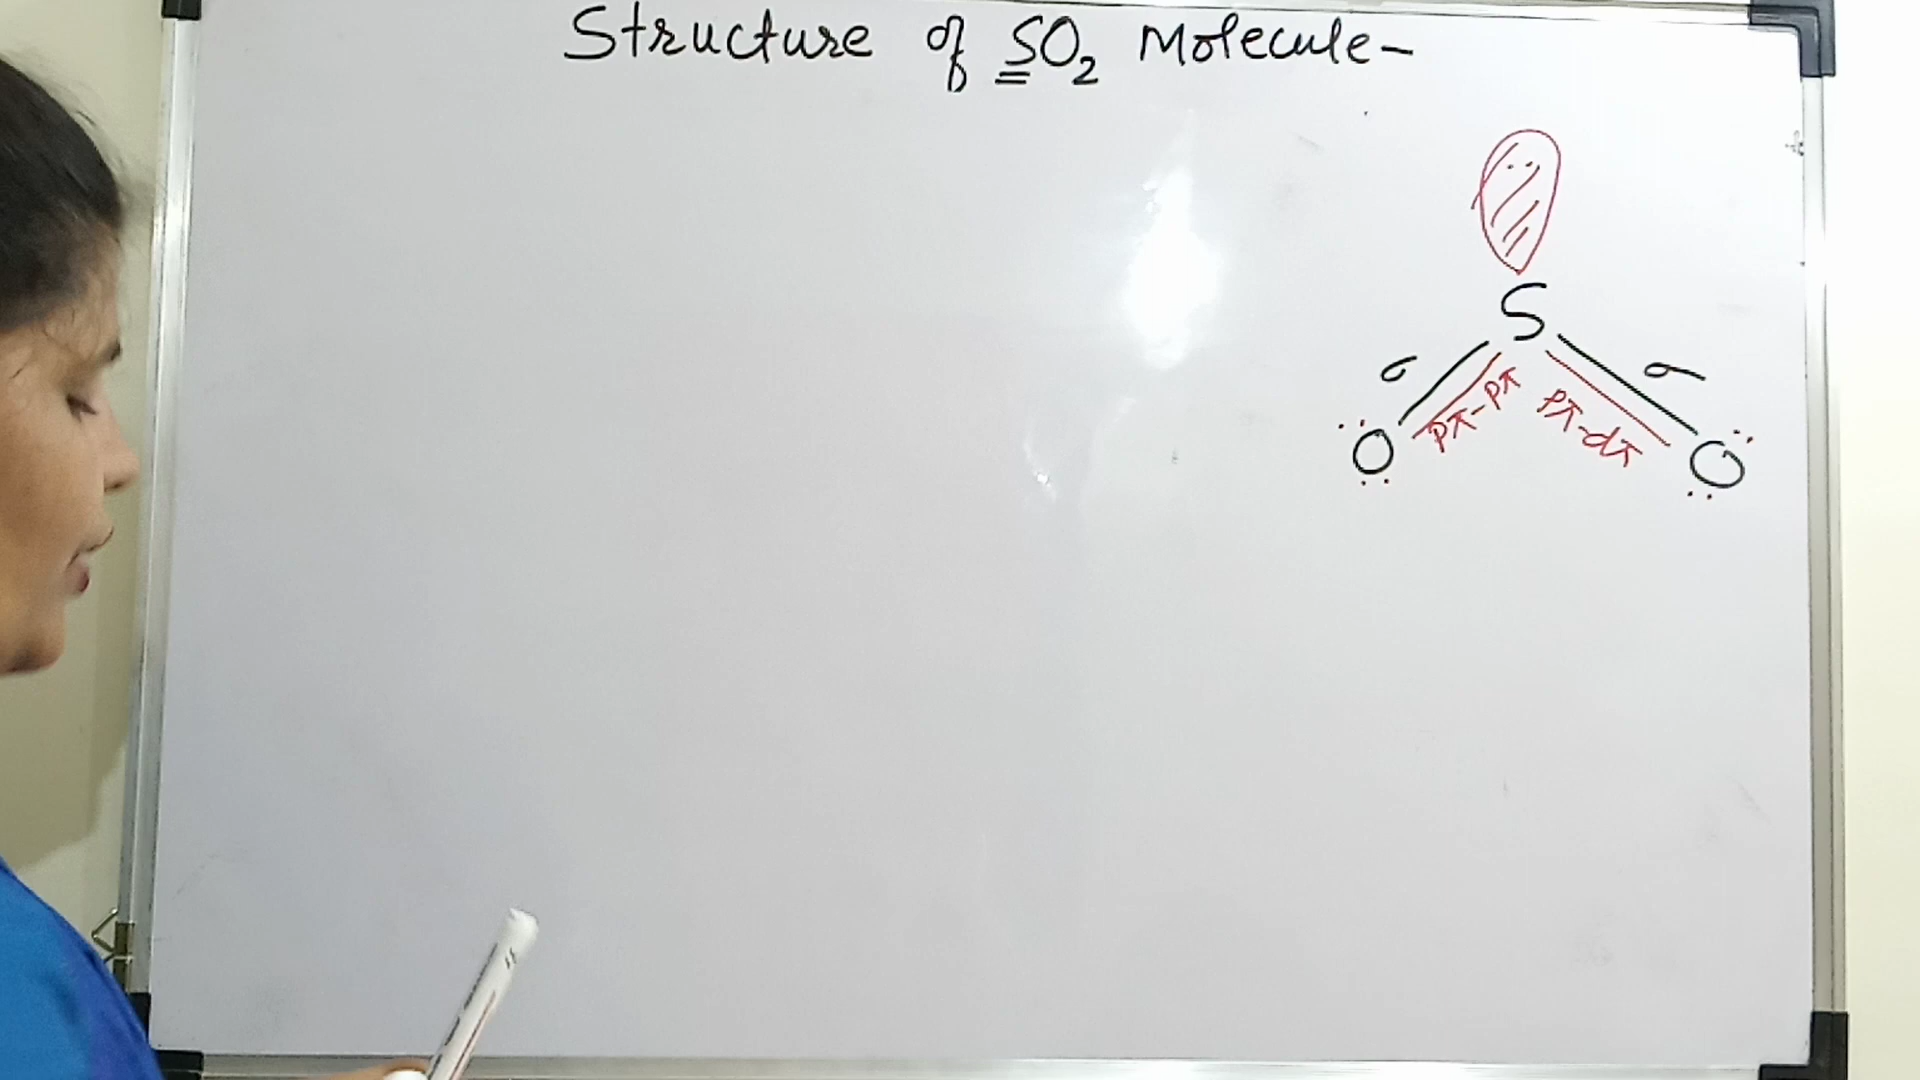 Structure of SO₂ Molecule-
S
σ σ
pπ-pπ pπ-dπ
O O